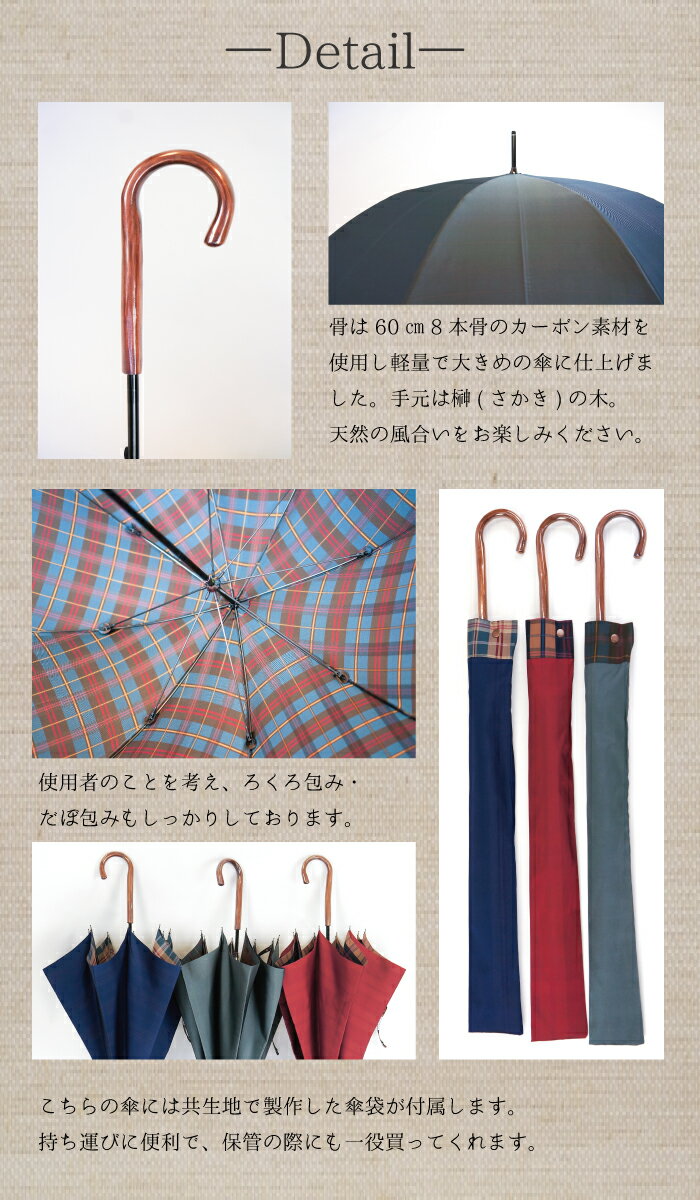 —Detail—
骨は60㎝8本骨のカーボン素材を
使用し軽量で大きめの傘に仕上げま
した。手元は榊(さかき)の木。
天然の風合いをお楽しみください。
使用者のことを考え、ろくろ包み・
だぼ包みもしっかりしております。
こちらの傘には共生地で製作した傘袋が付属します。
持ち運びに便利で、保管の際にも一役買ってくれます。